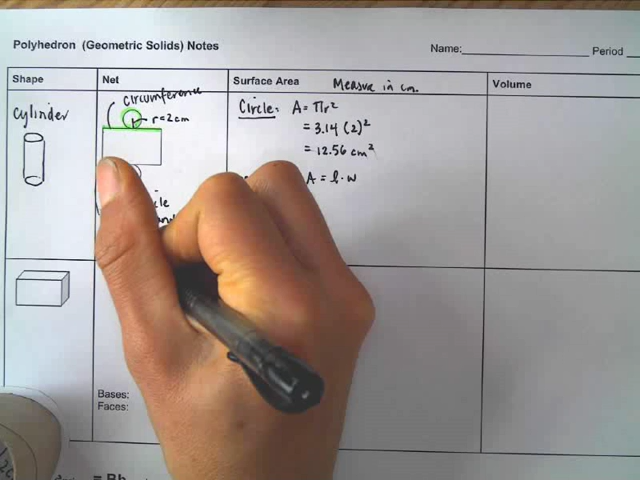 Polyhedron (Geometric Solids) Notes
Name: Period
Shape
Net
Surface Area
Measure in cm.
Volume
Cylinder
circumference
r=2cm
Circle: A = πr²
= 3.14 (2)²
= 12.56 cm²
A = l·w
Bases:
Faces:
= Bh